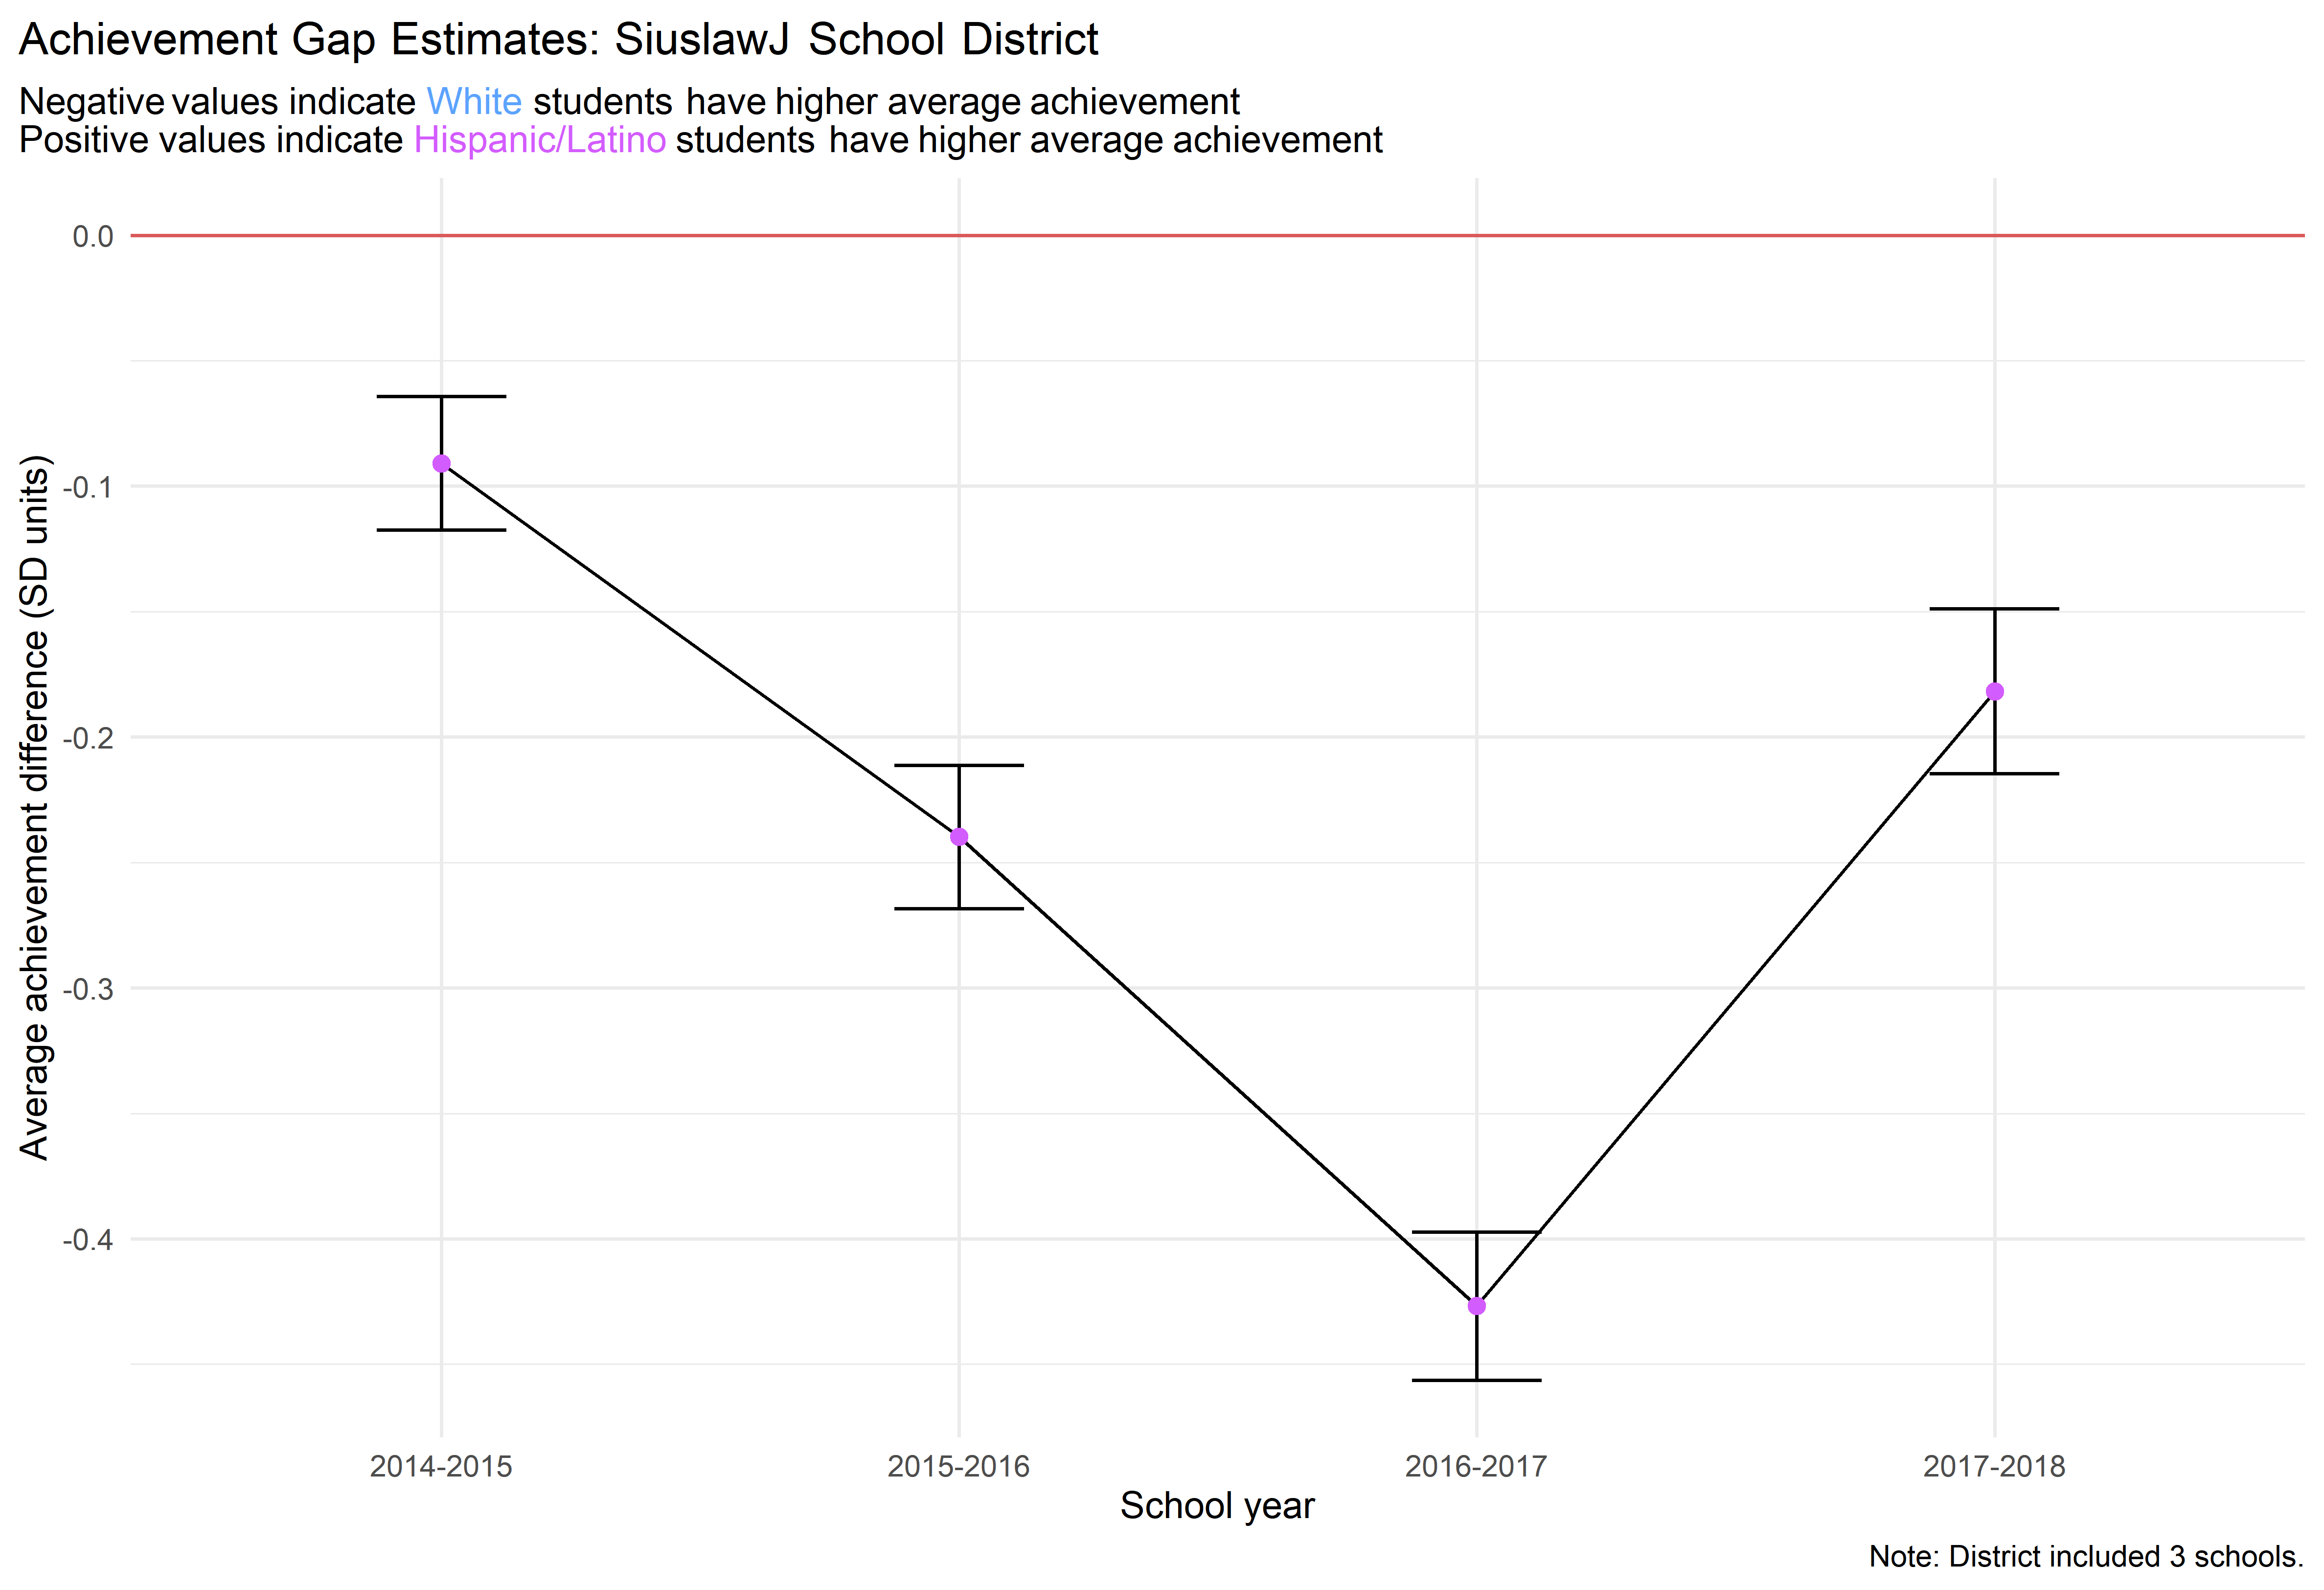 Achievement Gap Estimates: SiuslawJ School District
Negative values indicate White students have higher average achievement
Positive values indicate Hispanic/Latino students have higher average achievement
Average achievement difference (SD units)
0.0
-0.1
-0.2
-0.3
-0.4
2014-2015 2015-2016 2016-2017 2017-2018
School year
Note: District included 3 schools.